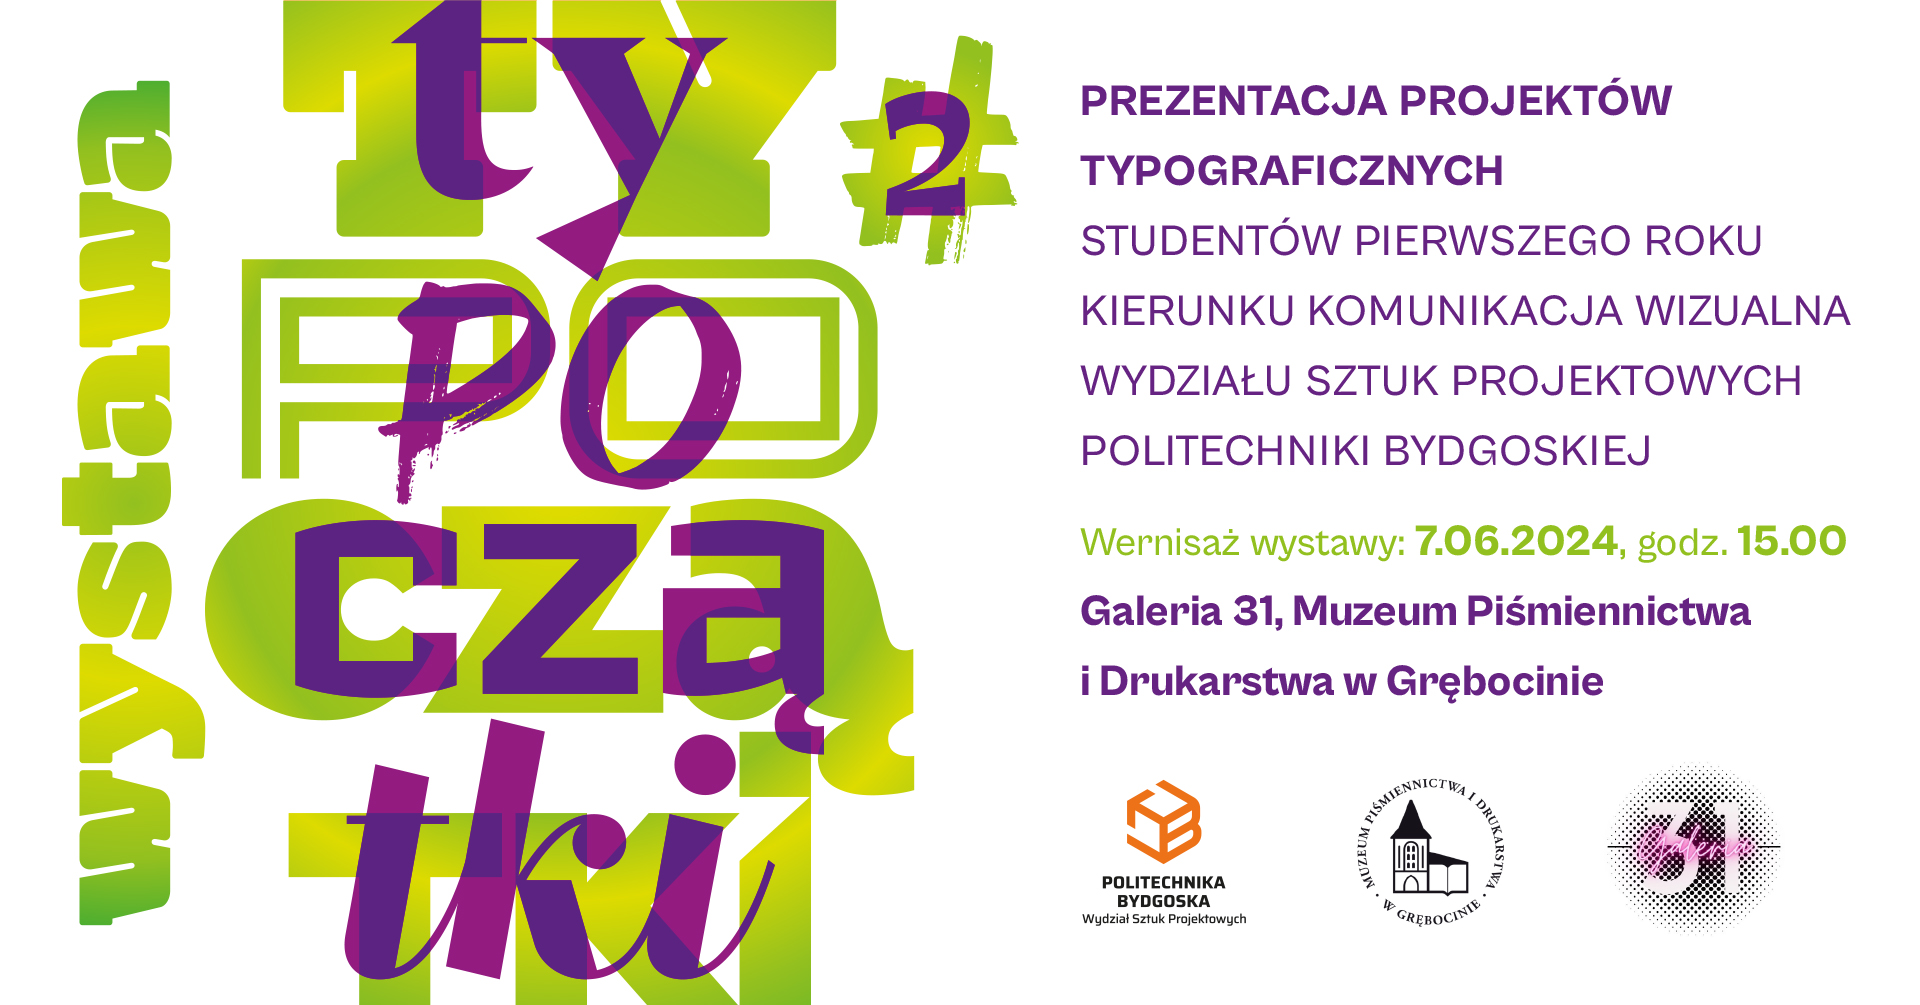 wystawa
ty
po
czą
tki
#2
PREZENTACJA PROJEKTÓW
TYPOGRAFICZNYCH
STUDENTÓW PIERWSZEGO ROKU
KIERUNKU KOMUNIKACJA WIZUALNA
WYDZIAŁU SZTUK PROJEKTOWYCH
POLITECHNIKI BYDGOSKIEJ
Wernisaż wystawy: 7.06.2024, godz. 15.00
Galeria 31, Muzeum Piśmiennictwa
i Drukarstwa w Grębocinie
POLITECHNIKA
BYDGOSKA
Wydział Sztuk Projektowych
MUZEUM PIŚMIENNICTWA I DRUKARSTWA
• W GRĘBOCINIE •
31
Galeria